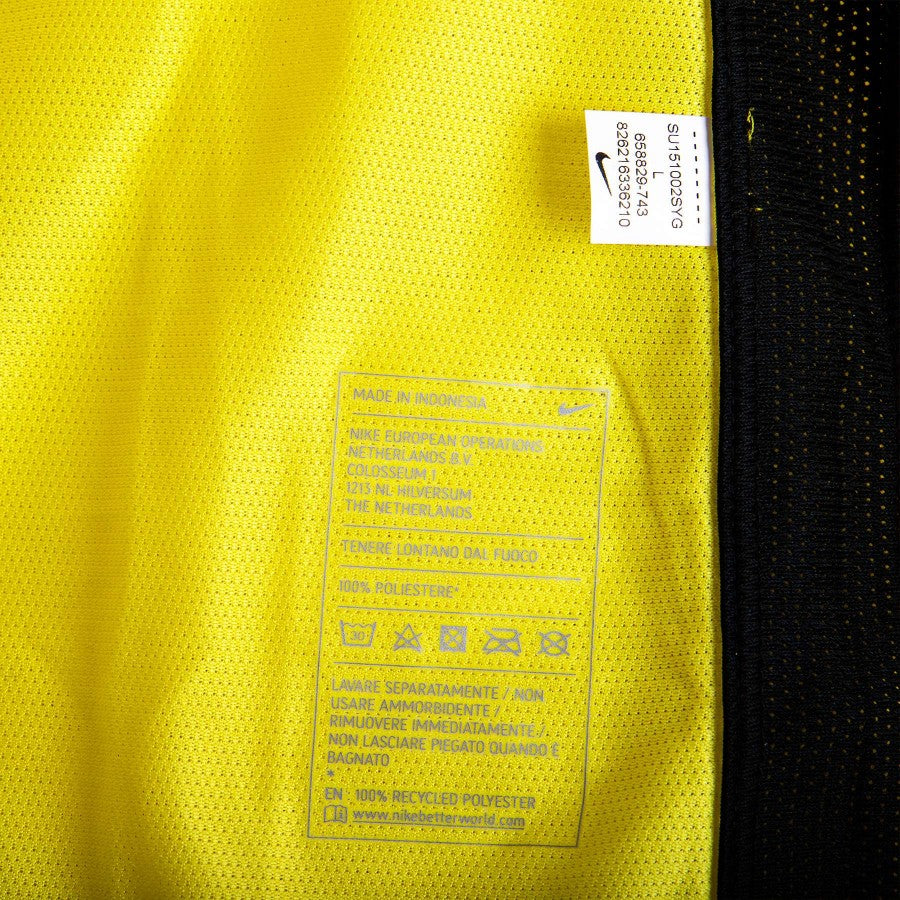 SU151002SYG
L
658829-743
826216336210
MADE IN INDONESIA
NIKE EUROPEAN OPERATIONS
NETHERLANDS B.V.
COLOSSEUM 1
1213 NL HILVERSUM
THE NETHERLANDS
TENERE LONTANO DAL FUOCO
100% POLIESTERE*
30
LAVARE SEPARATAMENTE / NON
USARE AMMORBIDENTE /
RIMUOVERE IMMEDIATAMENTE /
NON LASCIARE PIEGATO QUANDO È
BAGNATO
*
EN 100% RECYCLED POLYESTER
www.nikebetterworld.com